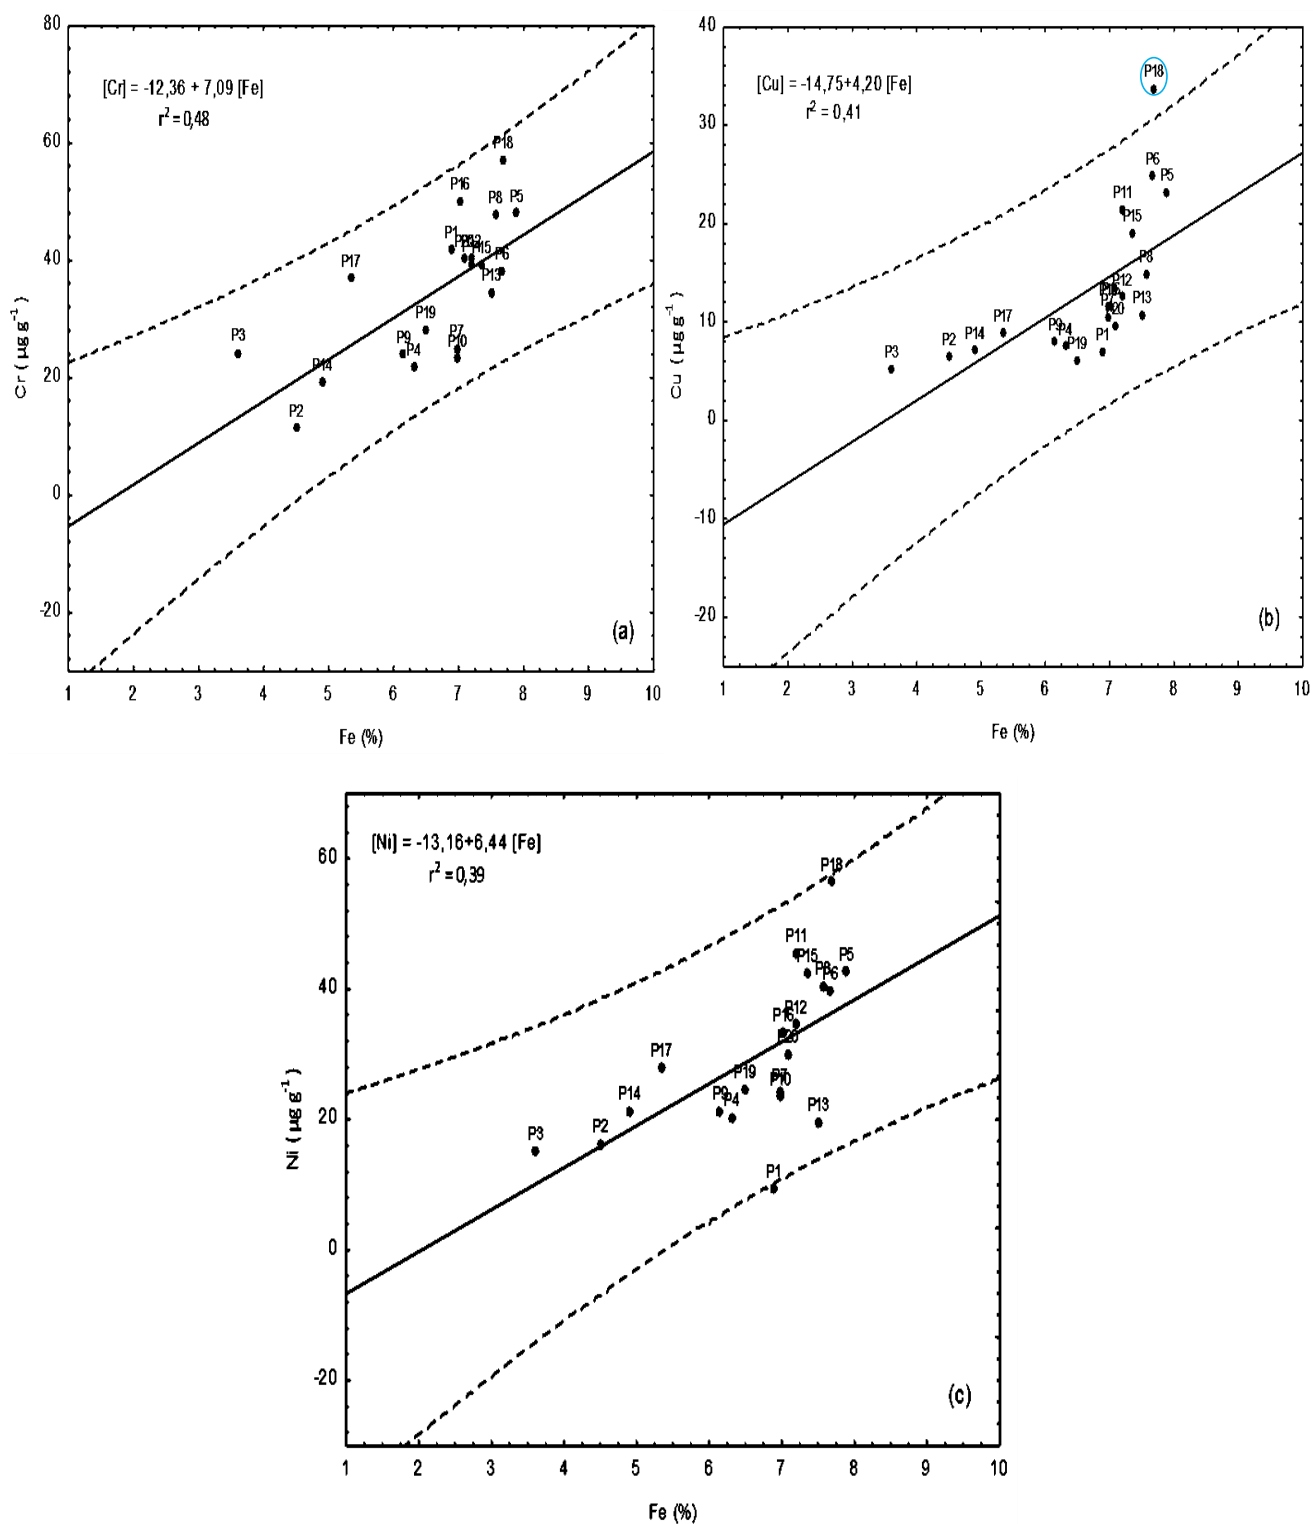 [Cr] = -12,36 + 7,09 [Fe]
r² = 0,48
80
60
40
20
0
-20
Cr ( µg g⁻¹ )
P18
P16
P8
P5
P1
P15
P6
P13
P17
P19
P3
P9
P4
P7
P10
P14
P2
(a)
1 2 3 4 5 6 7 8 9 10
Fe (%)
[Cu] = -14,75+4,20 [Fe]
r² = 0,41
40
30
20
10
0
-10
-20
Cu ( µg g⁻¹ )
P18
P6
P5
P11
P15
P8
P12
P13
P17
P9
P4
P19
P1
P14
P2
P3
(b)
1 2 3 4 5 6 7 8 9 10
Fe (%)
[Ni] = -13,16+6,44 [Fe]
r² = 0,39
60
40
20
0
-20
Ni ( µg g⁻¹ )
P18
P11
P15
P5
P8
P6
P12
P16
P20
P17
P19
P7
P10
P14
P9
P4
P13
P3
P2
P1
(c)
1 2 3 4 5 6 7 8 9 10
Fe (%)